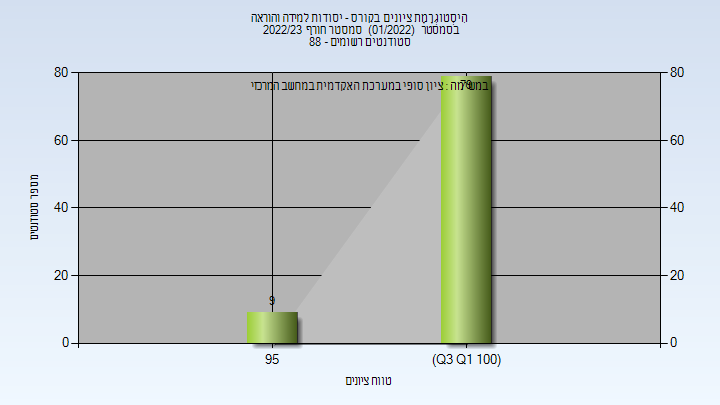 היסטוגרמת ציונים בקורס - יסודות למידה והוראה
בסמסטר (01/2022) סמסטר חורף 2022/23
סטודנטים רשומים - 88
במשימה : ציון סופי במערכת האקדמית במחשב המרכזי
80
60
40
20
0
80
60
40
20
0
מספר סטודנטים
9
79
95
(Q3 Q1 100)
טווח ציונים